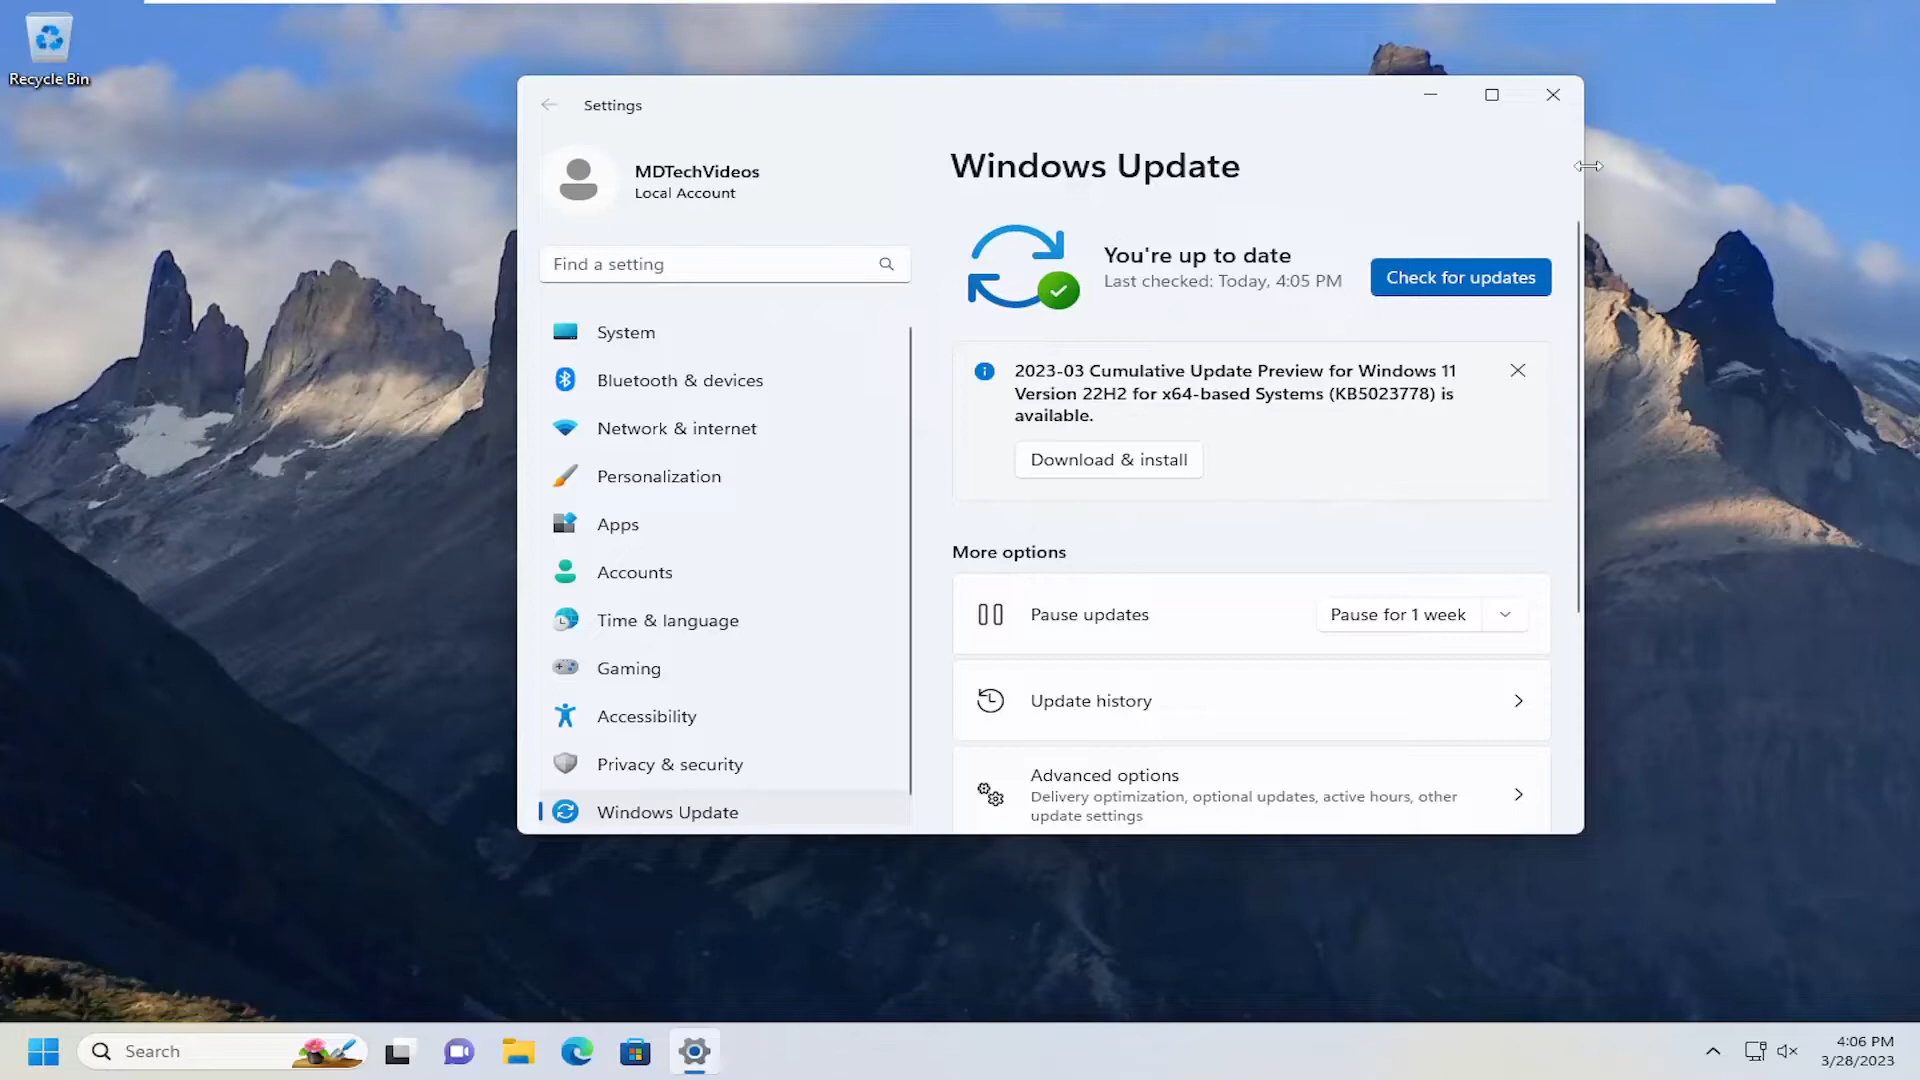 Recycle Bin
Settings
MDTechVideos
Local Account
Find a setting
System
Bluetooth & devices
Network & internet
Personalization
Apps
Accounts
Time & language
Gaming
Accessibility
Privacy & security
Windows Update
Windows Update
You're up to date
Last checked: Today, 4:05 PM
Check for updates
2023-03 Cumulative Update Preview for Windows 11
Version 22H2 for x64-based Systems (KB5023778) is
available.
Download & install
More options
Pause updates
Pause for 1 week
Update history
Advanced options
Delivery optimization, optional updates, active hours, other
update settings
Search
4:06 PM
3/28/2023